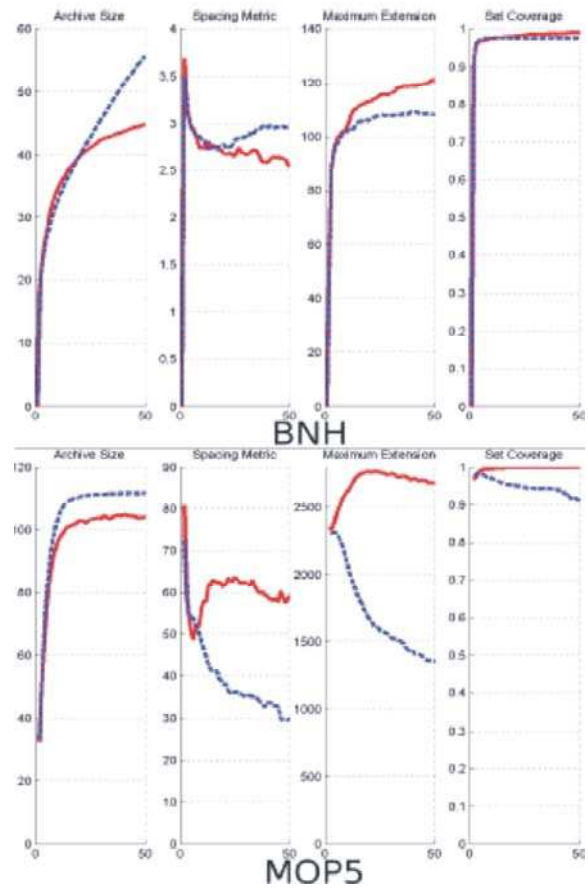 Archive Size Spacing Metric Maximum Extension Set Coverage
60 4 140 1
50 3.5 120 0.9
40 3 100 0.8
30 2.5 80 0.7
20 2 60 0.6
10 1.5 40 0.5
0 1 20 0.4
0.5 0 0.3
0 0.2
0.1
0
0 50 0 50 0 50 0 50
BNH
Archive Size Spacing Metric Maximum Extension Set Coverage
120 90 2500 1
100 80 2000 0.9
80 70 1500 0.8
60 60 1000 0.7
40 50 500 0.6
20 40 0 0.5
0 30 0.4
20 0.3
10 0.2
0 0.1
0
0 50 0 50 0 50 0 50
MOP5